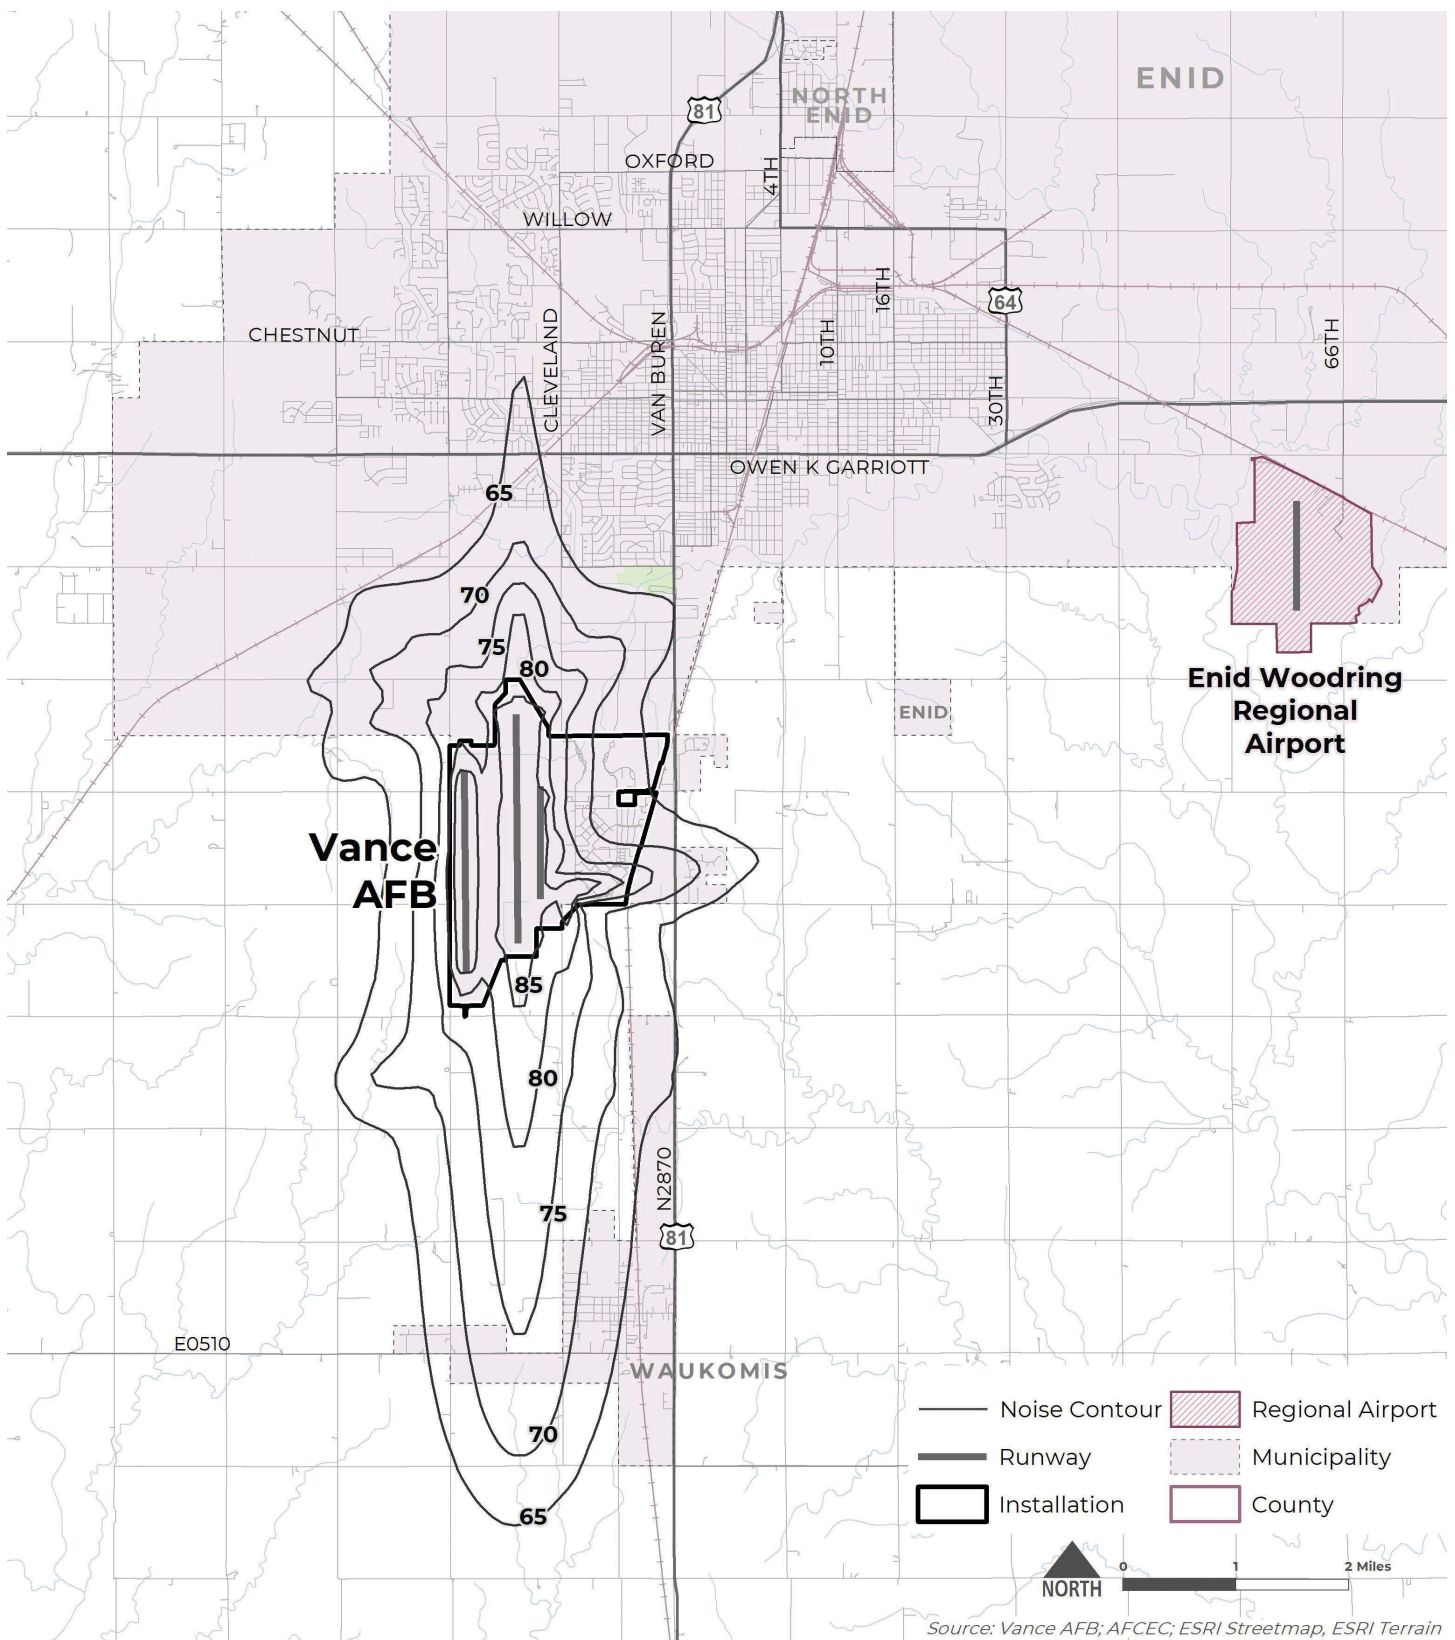 ENID
NORTH
ENID
81
OXFORD
4TH
WILLOW
16TH
64
CHESTNUT
CLEVELAND
VAN BUREN
10TH
66TH
30TH
OWEN K GARRIOTT
65
70
75
80
Enid Woodring
Regional
Airport
ENID
Vance
AFB
85
80
N2870
75
81
E0510
WAUKOMIS
70
65
Noise Contour
Regional Airport
Runway
Municipality
Installation
County
NORTH
0 1 2 Miles
Source: Vance AFB; AFCEC; ESRI Streetmap, ESRI Terrain